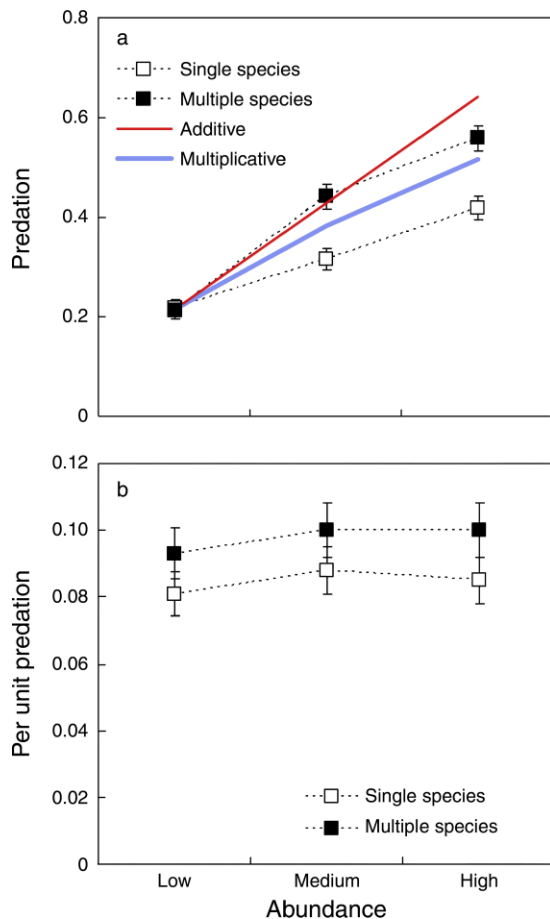 0.8
a
Single species
Multiple species
Additive
Multiplicative
0.6
0.4
0.2
0
Predation
0.12
b
0.10
0.08
0.06
0.04
0.02
0
Per unit predation
Single species
Multiple species
Low Medium High
Abundance